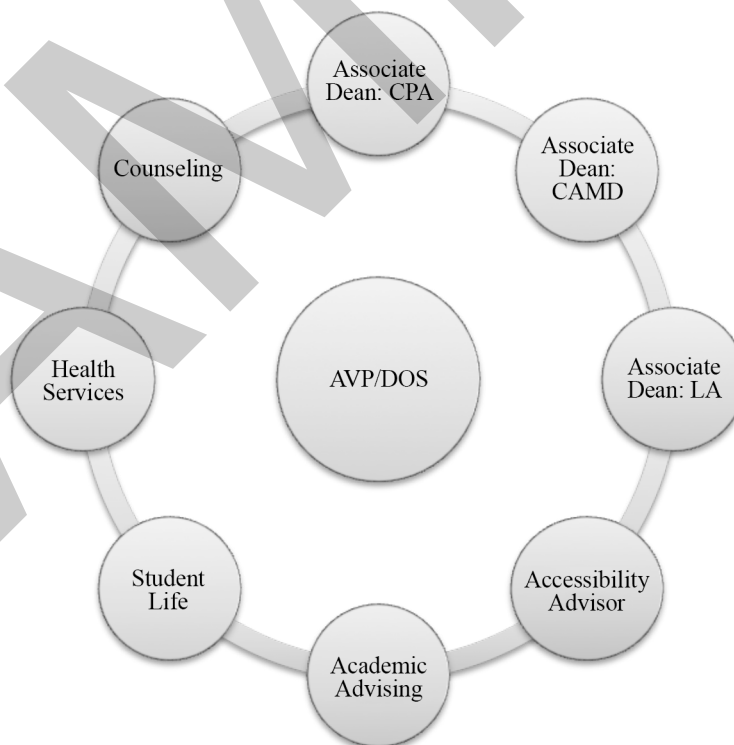 Associate
Dean: CPA
Associate
Dean:
CAMD
Associate
Dean: LA
Accessibility
Advisor
Academic
Advising
Student
Life
Health
Services
Counseling
AVP/DOS